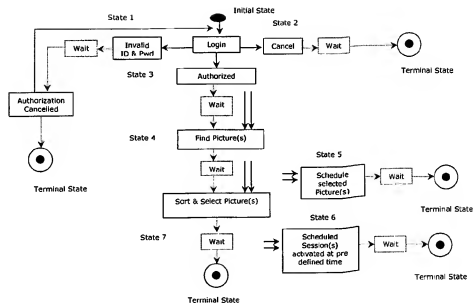 Initial State
State 1
State 2
Wait
Invalid
ID & Pwd
Login
Cancel
Wait
State 3
Terminal State
Authorized
Authorization
Cancelled
Wait
State 4
Find Picture(s)
Terminal State
Wait
State 5
Schedule
selected
Picture(s)
Wait
Sort & Select Picture(s)
Terminal State
State 6
State 7
Wait
Scheduled
Session(s)
activated at pre
defined time
Wait
Terminal State
Terminal State